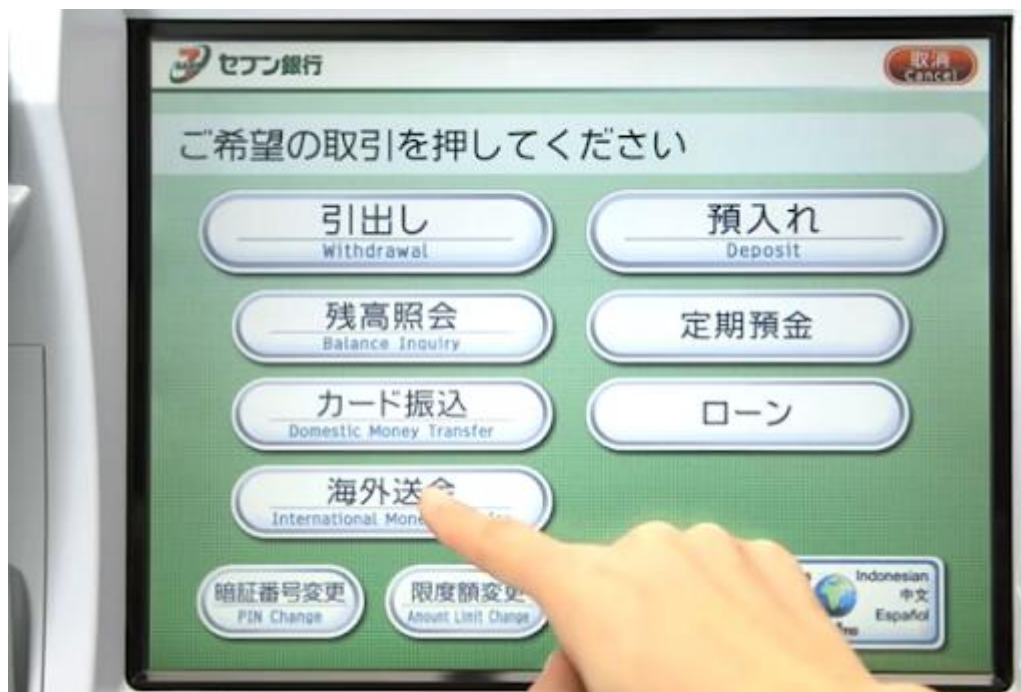 セブン銀行
取消
Cancel
ご希望の取引を押してください
引出し
Withdrawal
預入れ
Deposit
残高照会
Balance Inquiry
定期預金
カード振込
Domestic Money Transfer
ローン
海外送金
International
暗証番号変更
PIN Change
限度額変更
Amount Limit Change
Indonesian
中文
Español